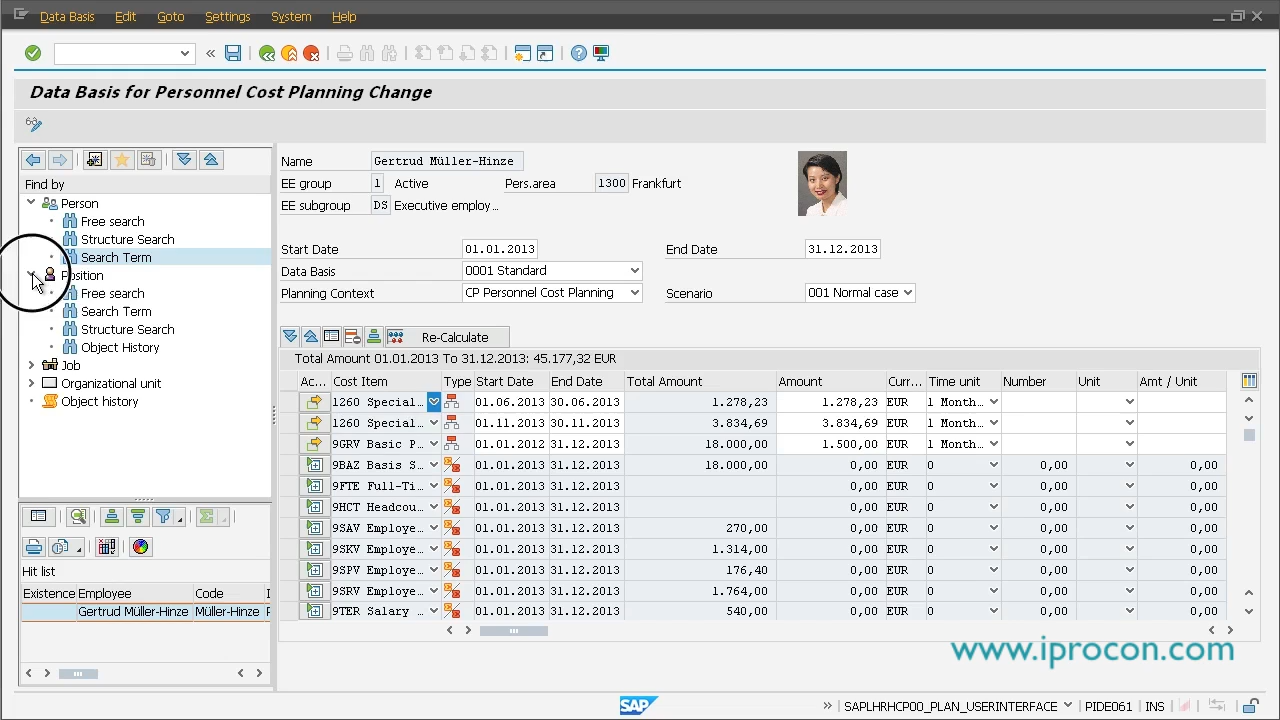 Data Basis Edit Goto Settings System Help
Data Basis for Personnel Cost Planning Change
Find by
Person
Free search
Structure Search
Search Term
Position
Free search
Search Term
Structure Search
Object History
Job
Organizational unit
Object history
Hit list
Existence Employee Code
Gertrud Müller-Hinze Müller-Hinze
Name Gertrud Müller-Hinze
EE group 1 Active Pers.area 1300 Frankfurt
EE subgroup DS Executive employ...
Start Date 01.01.2013 End Date 31.12.2013
Data Basis 0001 Standard
Planning Context CP Personnel Cost Planning Scenario 001 Normal case
Re-Calculate
Total Amount 01.01.2013 To 31.12.2013: 45.177,32 EUR
Ac... Cost Item Type Start Date End Date Total Amount Amount Curr... Time unit Number Unit Amt / Unit
1260 Special... 01.06.2013 30.06.2013 1.278,23 1.278,23 EUR 1 Month...
1260 Special... 01.11.2013 30.11.2013 3.834,69 3.834,69 EUR 1 Month...
9GRV Basic P... 01.01.2012 31.12.2013 18.000,00 1.500,00 EUR 1 Month...
9BAZ Basis S... 01.01.2013 31.12.2013 18.000,00 0,00 EUR 0 0,00 0,00
9FTE Full-Ti... 01.01.2013 31.12.2013 0,00 EUR 0 0,00 0,00
9HCT Headcou... 01.01.2013 31.12.2013 0,00 EUR 0 0,00 0,00
9SAV Employe... 01.01.2013 31.12.2013 270,00 0,00 EUR 0 0,00 0,00
9SKV Employe... 01.01.2013 31.12.2013 1.314,00 0,00 EUR 0 0,00 0,00
9SPV Employe... 01.01.2013 31.12.2013 176,40 0,00 EUR 0 0,00 0,00
9SRV Employe... 01.01.2013 31.12.2013 1.764,00 0,00 EUR 0 0,00 0,00
9TER Salary ... 01.01.2013 31.12.2013 540,00 0,00 EUR 0 0,00 0,00
www.iprocon.com
SAP SAPLHRHCP00_PLAN_USERINTERFACE PIDE061 INS